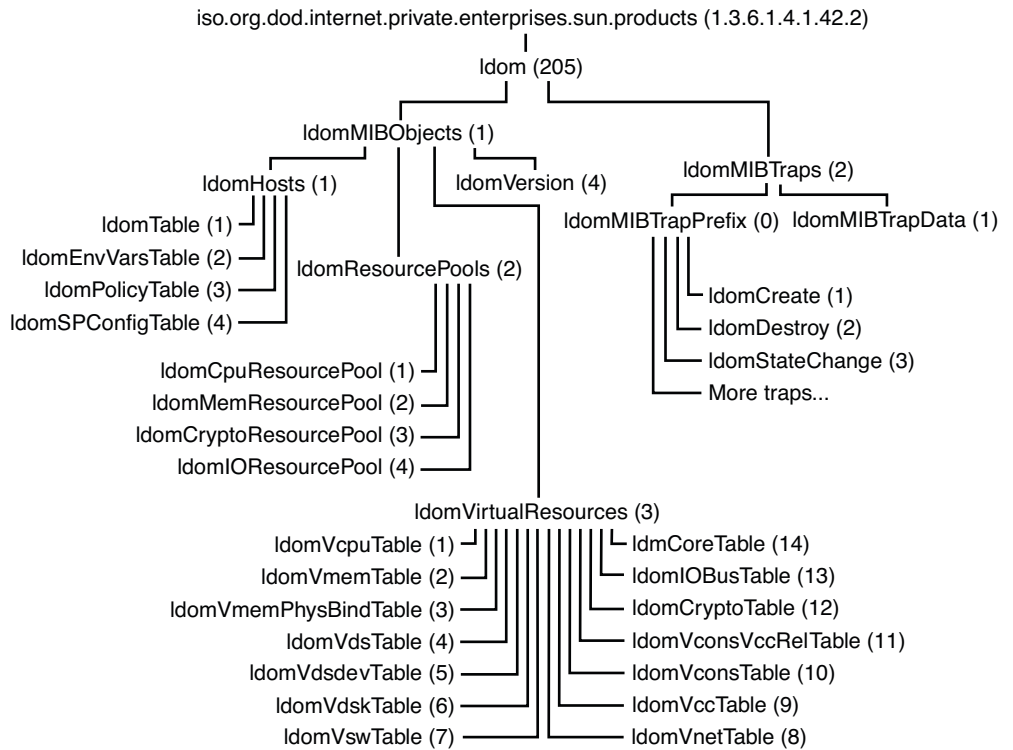 iso.org.dod.internet.private.enterprises.sun.products (1.3.6.1.4.1.42.2)
ldom (205)
ldomMIBObjects (1)
ldomHosts (1)
ldomVersion (4)
ldomTable (1)
ldomEnvVarsTable (2)
ldomPolicyTable (3)
ldomSPConfigTable (4)
ldomResourcePools (2)
ldomCpuResourcePool (1)
ldomMemResourcePool (2)
ldomCryptoResourcePool (3)
ldomIOResourcePool (4)
ldomMIBTraps (2)
ldomMIBTrapPrefix (0)
ldomMIBTrapData (1)
ldomCreate (1)
ldomDestroy (2)
ldomStateChange (3)
More traps...
ldomVirtualResources (3)
ldomVcpuTable (1)
ldomVmemTable (2)
ldomVmemPhysBindTable (3)
ldomVdsTable (4)
ldomVdsdevTable (5)
ldomVdskTable (6)
ldomVswTable (7)
ldmCoreTable (14)
ldomIOBusTable (13)
ldomCryptoTable (12)
ldomVconsVccRelTable (11)
ldomVconsTable (10)
ldomVccTable (9)
ldomVnetTable (8)